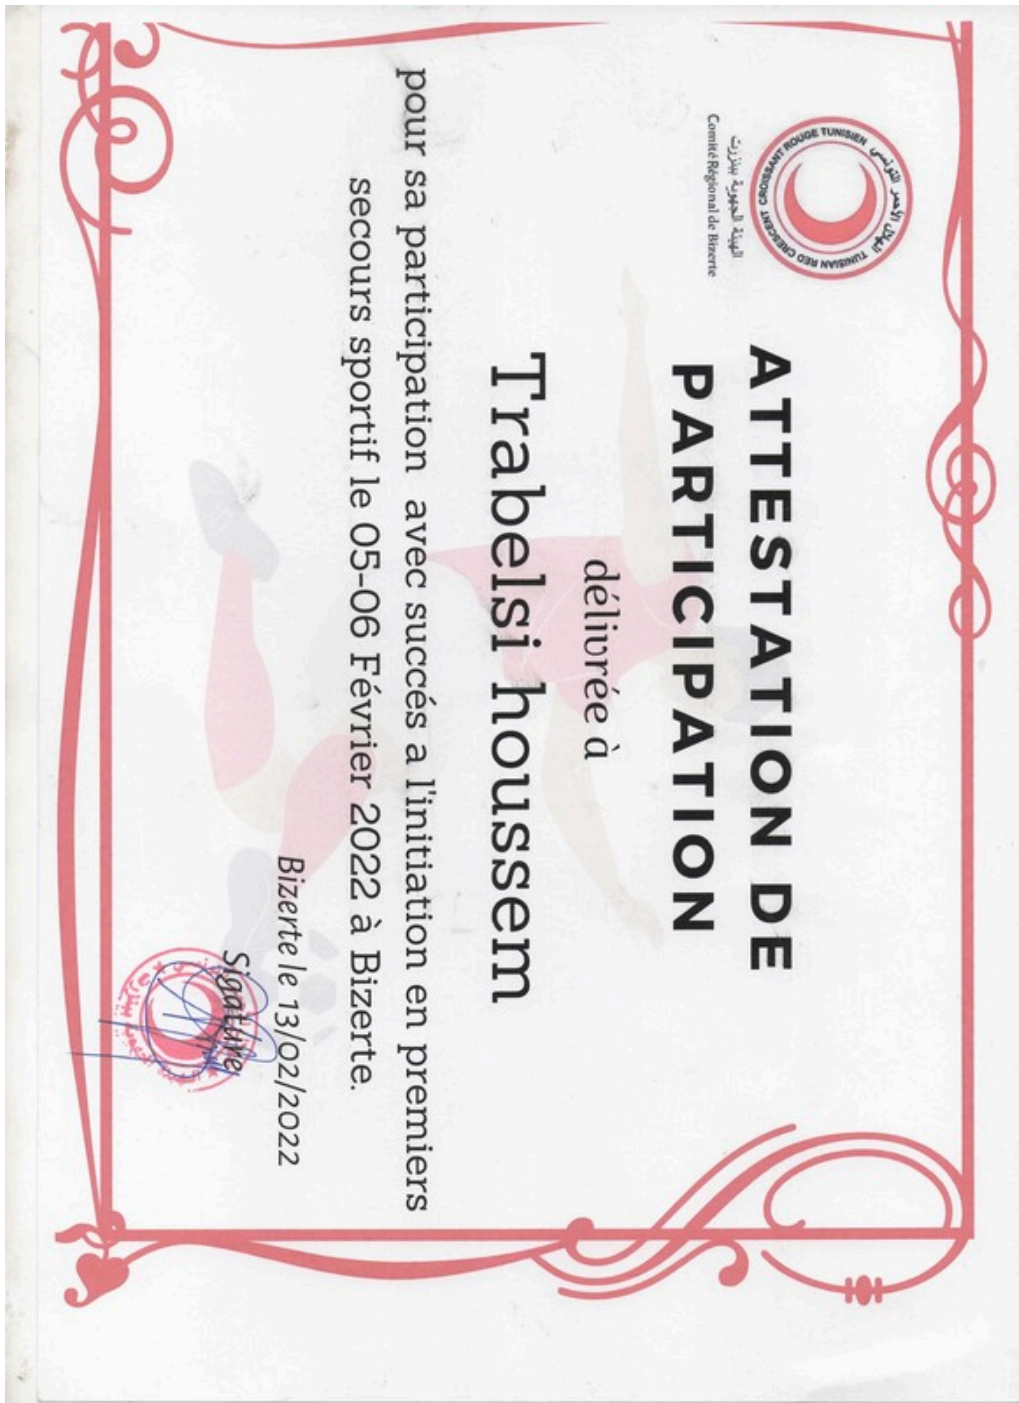 الهلال الأحمر التونسي
CROISSANT ROUGE TUNISIEN
TUNISIAN RED CRESCENT
الهيئة الجهوية ببنزرت
Comité Régional de Bizerte
ATTESTATION DE
PARTICIPATION
délivrée à
Trabelsi houssem
pour sa participation avec succés a l'initiation en premiers
secours sportif le 05-06 Février 2022 à Bizerte.
Bizerte le 13/02/2022
Sigature